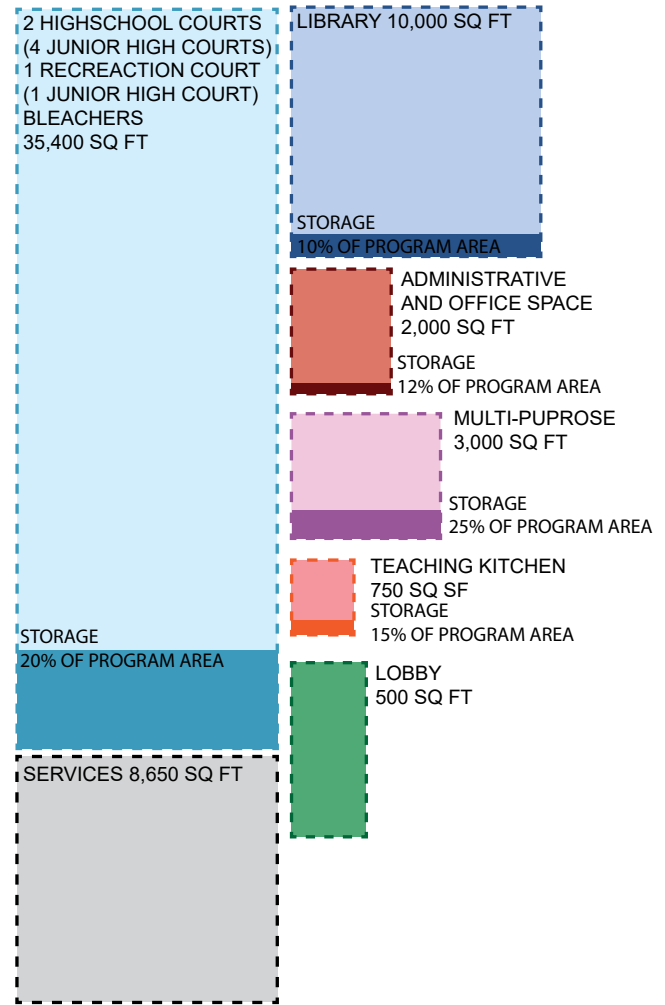 2 HIGHSCHOOL COURTS
(4 JUNIOR HIGH COURTS)
1 RECREACTION COURT
(1 JUNIOR HIGH COURT)
BLEACHERS
35,400 SQ FT
STORAGE
20% OF PROGRAM AREA
SERVICES 8,650 SQ FT
LIBRARY 10,000 SQ FT
STORAGE
10% OF PROGRAM AREA
ADMINISTRATIVE
AND OFFICE SPACE
2,000 SQ FT
STORAGE
12% OF PROGRAM AREA
MULTI-PUPROSE
3,000 SQ FT
STORAGE
25% OF PROGRAM AREA
TEACHING KITCHEN
750 SQ SF
STORAGE
15% OF PROGRAM AREA
LOBBY
500 SQ FT